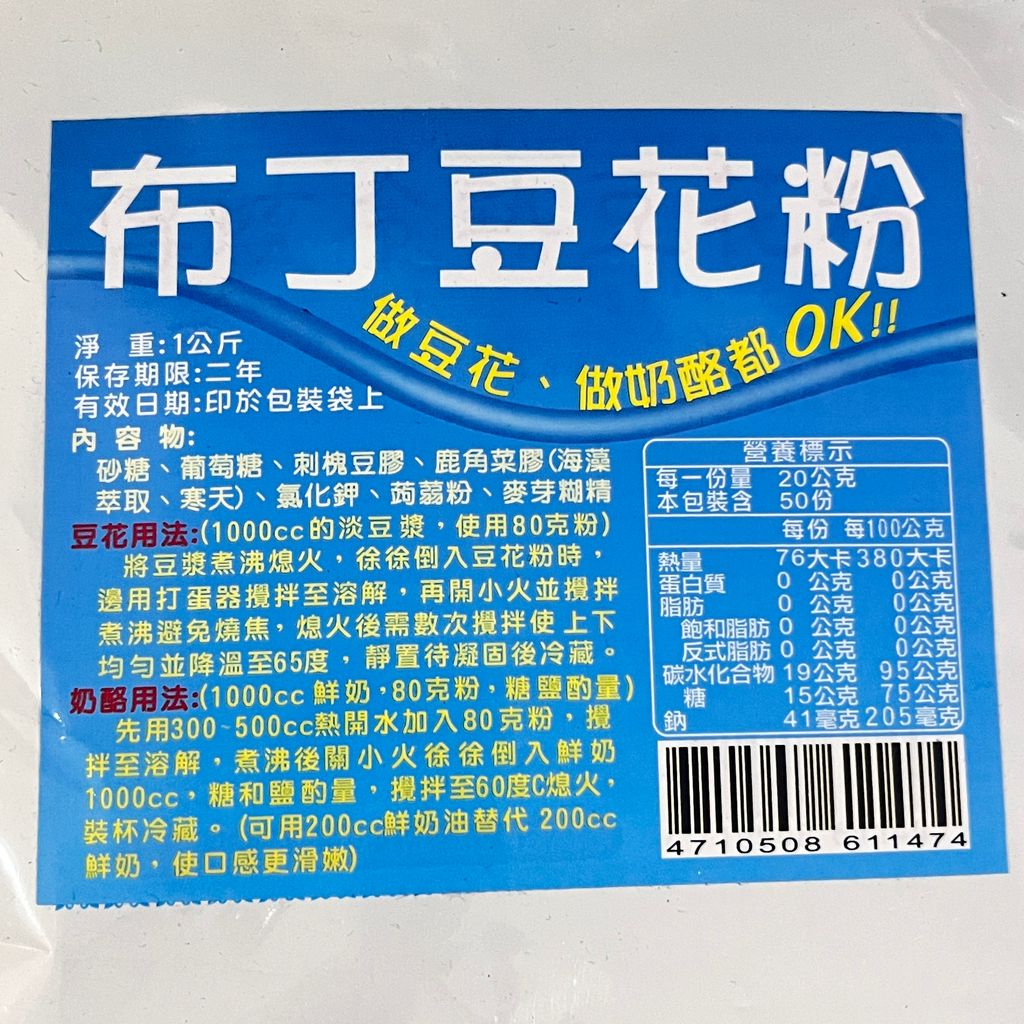 布丁豆花粉
做豆花、做奶酪都OK!!
淨 重:1公斤
保存期限:二年
有效日期:印於包裝袋上
內 容 物:
砂糖、葡萄糖、刺槐豆膠、鹿角菜膠(海藻
萃取、寒天)、氯化鉀、蒟蒻粉、麥芽糊精
豆花用法:(1000cc的淡豆漿,使用80克粉)
將豆漿煮沸熄火,徐徐倒入豆花粉時,
邊用打蛋器攪拌至溶解,再開小火並攪拌
煮沸避免燒焦,熄火後需數次攪拌使上下
均勻並降溫至65度,靜置待凝固後冷藏。
奶酪用法:(1000cc鮮奶,80克粉,糖鹽酌量)
先用300~500cc熱開水加入80克粉,攪
拌至溶解,煮沸後關小火徐徐倒入鮮奶
1000cc,糖和鹽酌量,攪拌至60度C熄火,
裝杯冷藏。(可用200cc鮮奶油替代200cc
鮮奶,使口感更滑嫩)
營養標示
每一份量 20公克
本包裝含 50份
每份 每100公克
熱量 76大卡 380大卡
蛋白質 0 公克 0公克
脂肪 0 公克 0公克
飽和脂肪 0 公克 0公克
反式脂肪 0 公克 0公克
碳水化合物 19公克 95公克
糖 15公克 75公克
鈉 41毫克 205毫克
4710508 611474